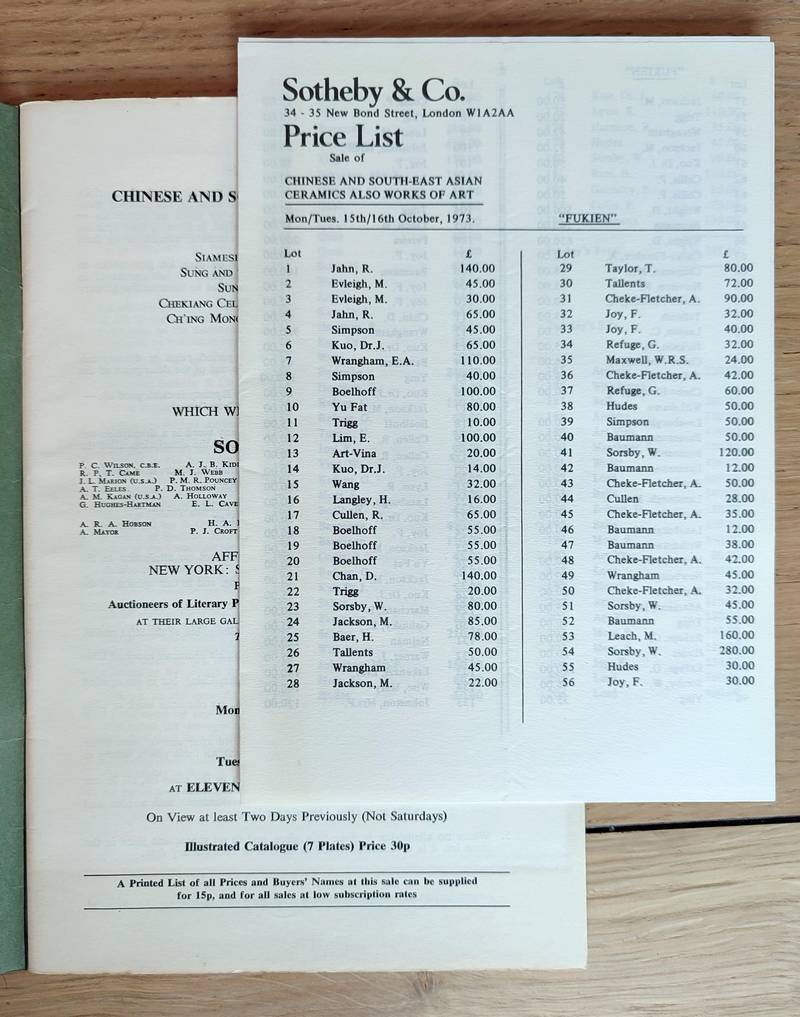 Sotheby & Co.
34 - 35 New Bond Street, London W1A2AA
Price List
Sale of
CHINESE AND SOUTH-EAST ASIAN
CERAMICS ALSO WORKS OF ART
Mon/Tues. 15th/16th October, 1973. "FUKIEN"
Lot £
1 Jahn, R. 140.00
2 Evleigh, M. 45.00
3 Evleigh, M. 30.00
4 Jahn, R. 65.00
5 Simpson 45.00
6 Kuo, Dr.J. 65.00
7 Wrangham, E.A. 110.00
8 Simpson 40.00
9 Boelhoff 100.00
10 Yu Fat 80.00
11 Trigg 10.00
12 Lim, E. 100.00
13 Art-Vina 20.00
14 Kuo, Dr.J. 14.00
15 Wang 32.00
16 Langley, H. 16.00
17 Cullen, R. 65.00
18 Boelhoff 55.00
19 Boelhoff 55.00
20 Boelhoff 55.00
21 Chan, D. 140.00
22 Trigg 20.00
23 Sorsby, W. 80.00
24 Jackson, M. 85.00
25 Baer, H. 78.00
26 Tallents 50.00
27 Wrangham 45.00
28 Jackson, M. 22.00
Lot £
29 Taylor, T. 80.00
30 Tallents 72.00
31 Cheke-Fletcher, A. 90.00
32 Joy, F. 32.00
33 Joy, F. 40.00
34 Refuge, G. 32.00
35 Maxwell, W.R.S. 24.00
36 Cheke-Fletcher, A. 42.00
37 Refuge, G. 60.00
38 Hudes 50.00
39 Simpson 50.00
40 Baumann 50.00
41 Sorsby, W. 120.00
42 Baumann 12.00
43 Cheke-Fletcher, A. 50.00
44 Cullen 28.00
45 Cheke-Fletcher, A. 35.00
46 Baumann 12.00
47 Baumann 38.00
48 Cheke-Fletcher, A. 42.00
49 Wrangham 45.00
50 Cheke-Fletcher, A. 32.00
51 Sorsby, W. 45.00
52 Baumann 55.00
53 Leach, M. 160.00
54 Sorsby, W. 280.00
55 Hudes 30.00
56 Joy, F. 30.00
CHINESE AND S
SIAMES
SUNG AND
SUN
CHEKIANG CEL
CH'ING MONO
WHICH W
SO
P. C. WILSON, C.B.E. A. J. B. KID
R. P. T. CAME M. J. WEBB
J. L. MARION (U.S.A.) P. M. R. POUNCEY
A. T. EELES P. D. THOMSON
A. M. KAGAN (U.S.A.) A. HOLLOWAY
G. HUGHES-HARTMAN E. L. CAVE
A. R. A. HOBSON H. A.
A. MAYOR P. J. CROFT
AFF
NEW YORK: S
Auctioneers of Literary P
AT THEIR LARGE GAL
Mon
Tues
AT ELEVEN
On View at least Two Days Previously (Not Saturdays)
Illustrated Catalogue (7 Plates) Price 30p
A Printed List of all Prices and Buyers' Names at this sale can be supplied
for 15p, and for all sales at low subscription rates